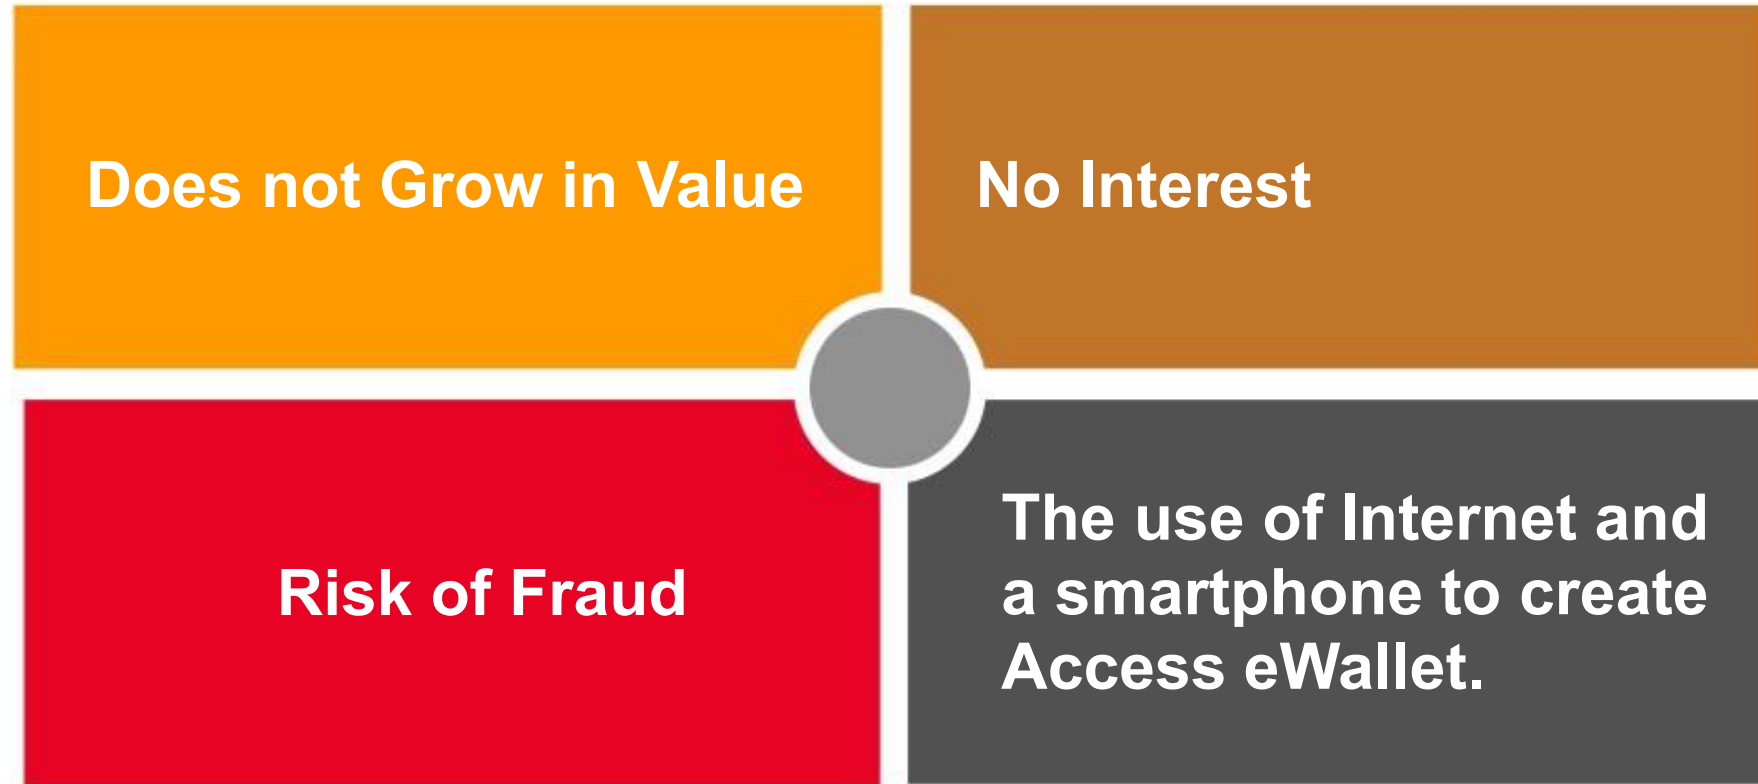 Does not Grow in Value
No Interest
Risk of Fraud
The use of Internet and
a smartphone to create
Access eWallet.